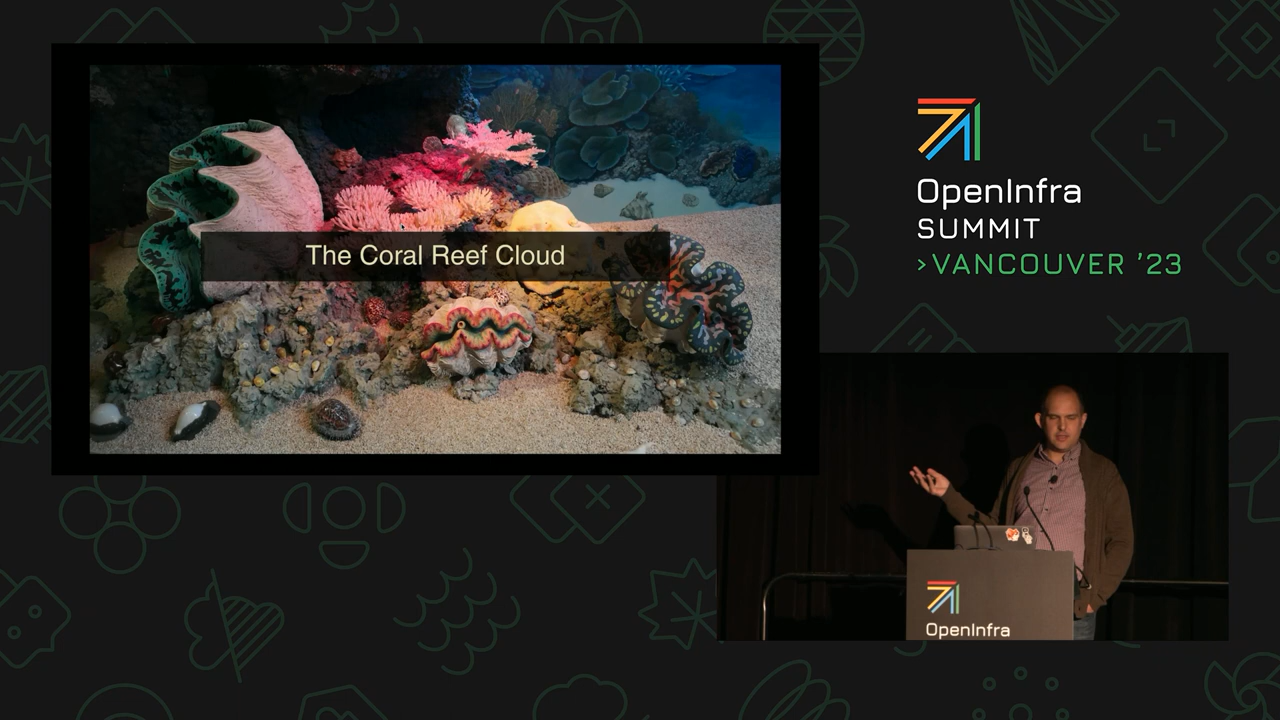 The Coral Reef Cloud
OpenInfra
SUMMIT
>VANCOUVER ’23
OpenInfra